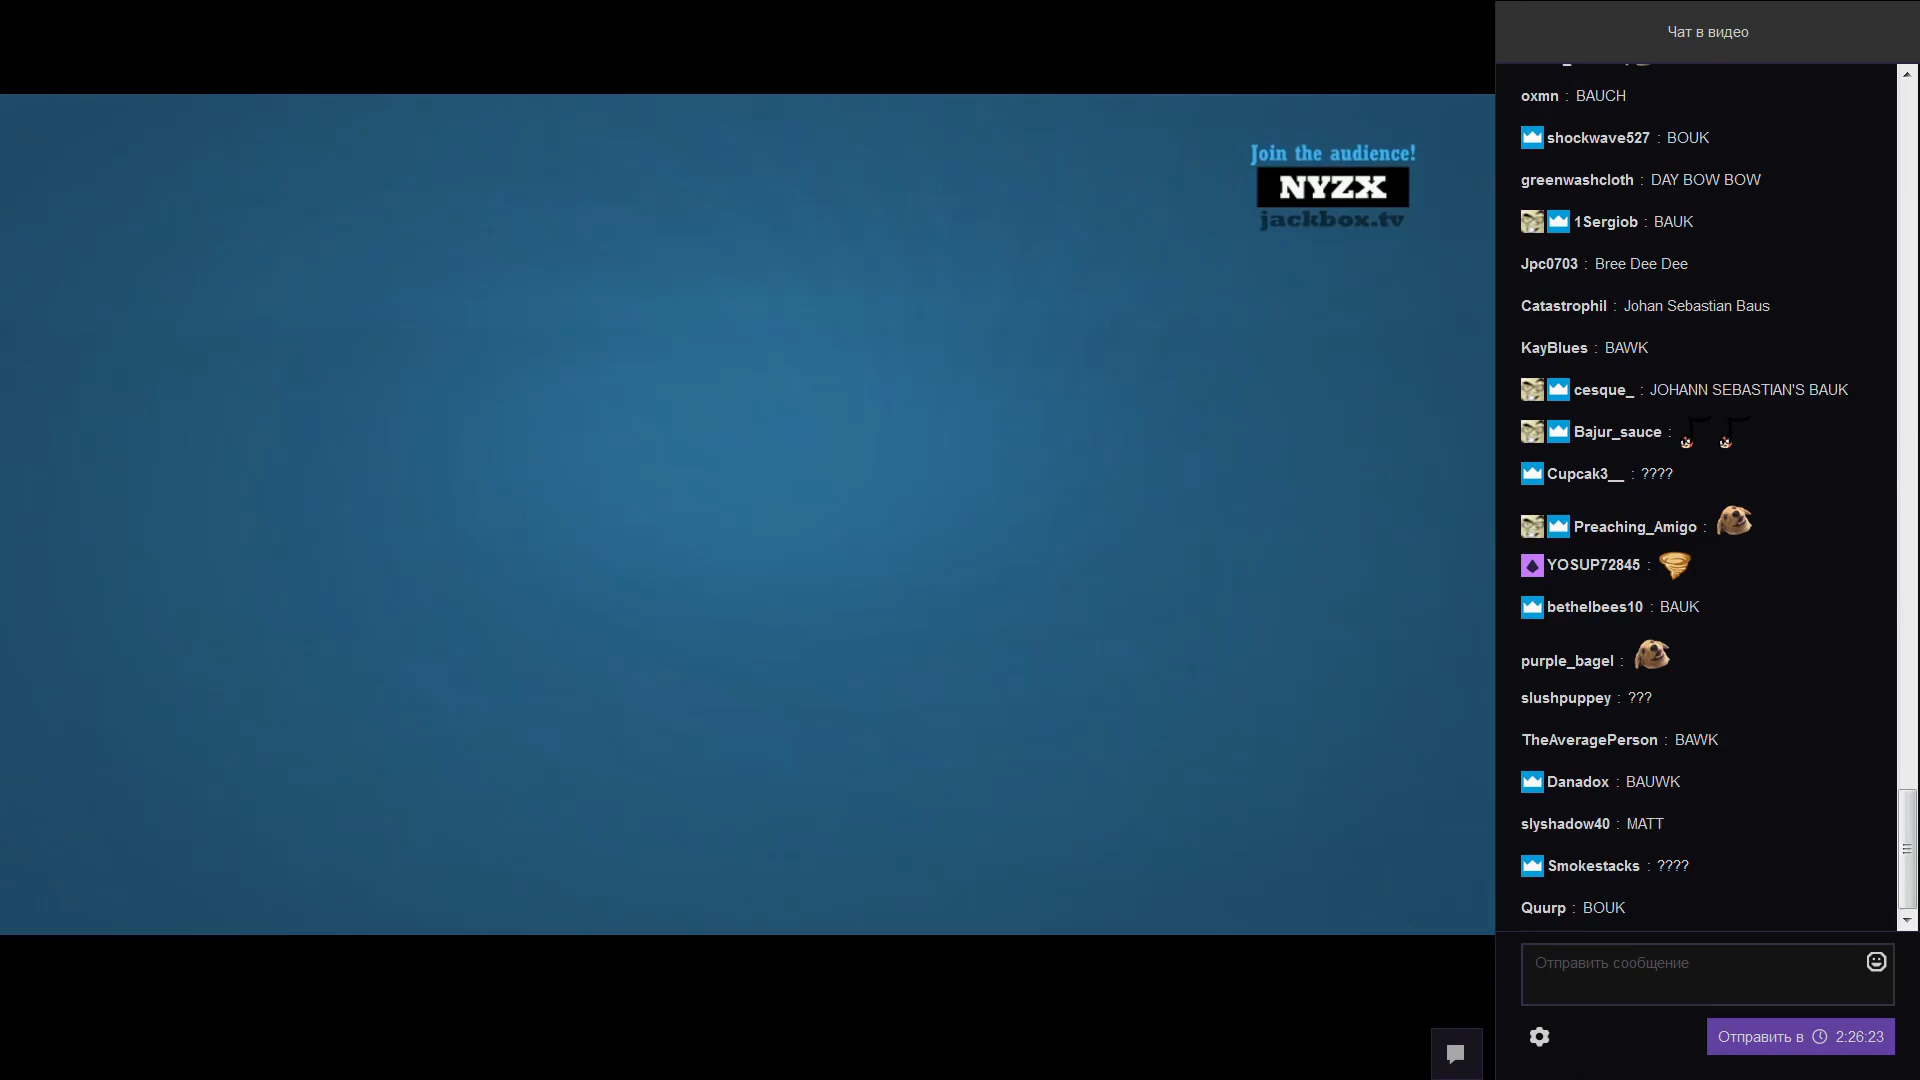 Join the audience!
NYZX
jackbox.tv
Чат в видео
oxmn : BAUCH
shockwave527 : BOUK
greenwashcloth : DAY BOW BOW
1Sergiob : BAUK
Jpc0703 : Bree Dee Dee
Catastrophil : Johan Sebastian Baus
KayBlues : BAWK
cesque_ : JOHANN SEBASTIAN'S BAUK
Bajur_sauce :
Cupcak3__ : ????
Preaching_Amigo :
YOSUP72845 :
bethelbees10 : BAUK
purple_bagel :
slushpuppey : ???
TheAveragePerson : BAWK
Danadox : BAUWK
slyshadow40 : MATT
Smokestacks : ????
Quurp : BOUK
Отправить сообщение
Отправить в 2:26:23